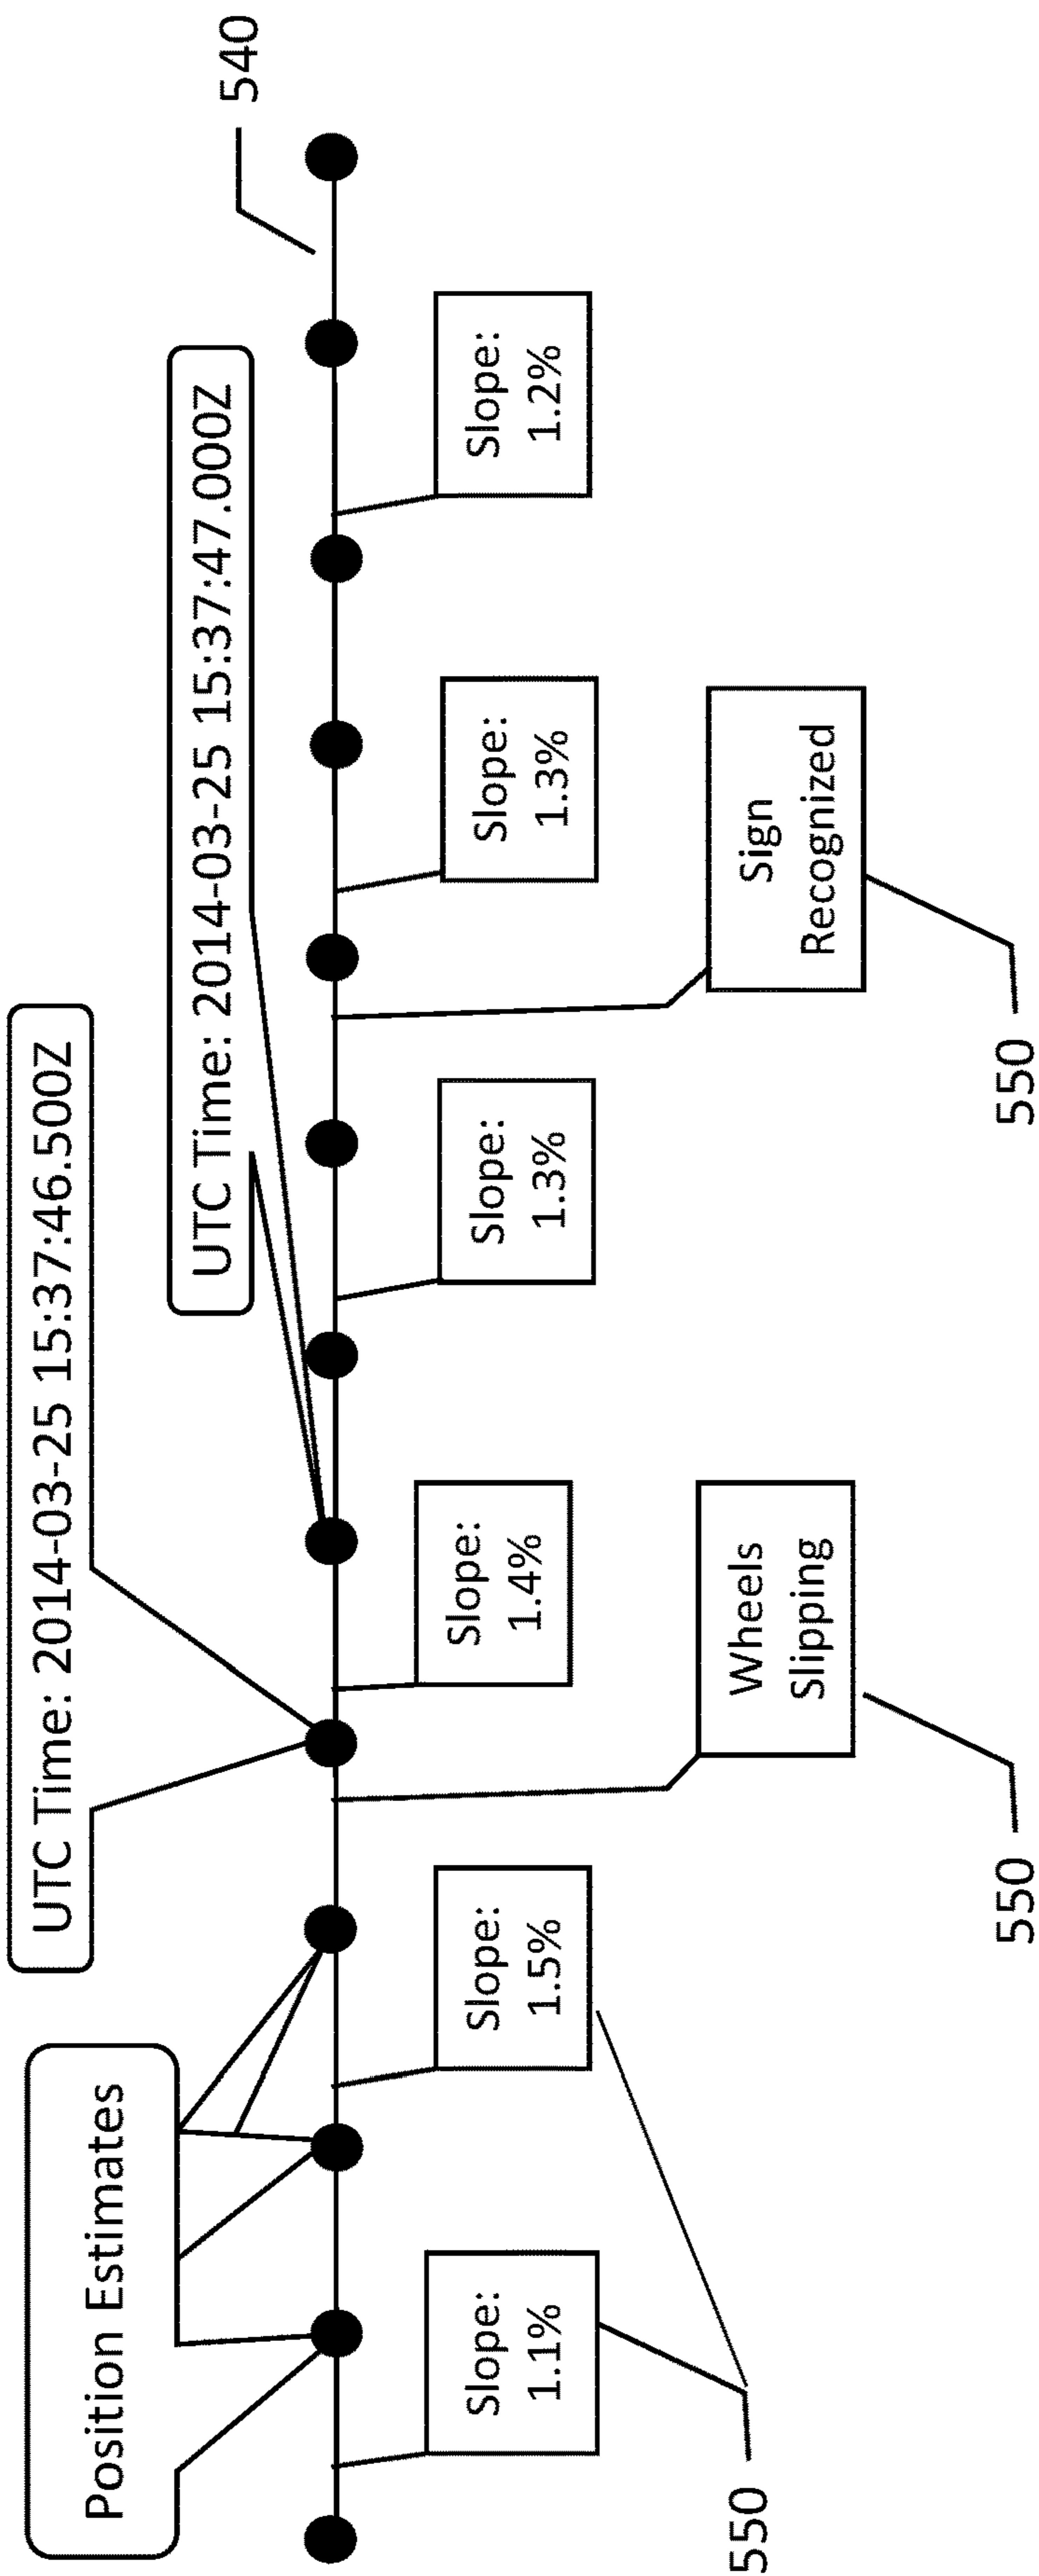 UTC Time: 2014-03-25 15:37:46.500Z
Position Estimates
UTC Time: 2014-03-25 15:37:47.000Z
540
Slope:
1.1%
Slope:
1.5%
Slope:
1.4%
Slope:
1.3%
Slope:
1.3%
Slope:
1.2%
Wheels
Slipping
Sign
Recognized
550
550
550